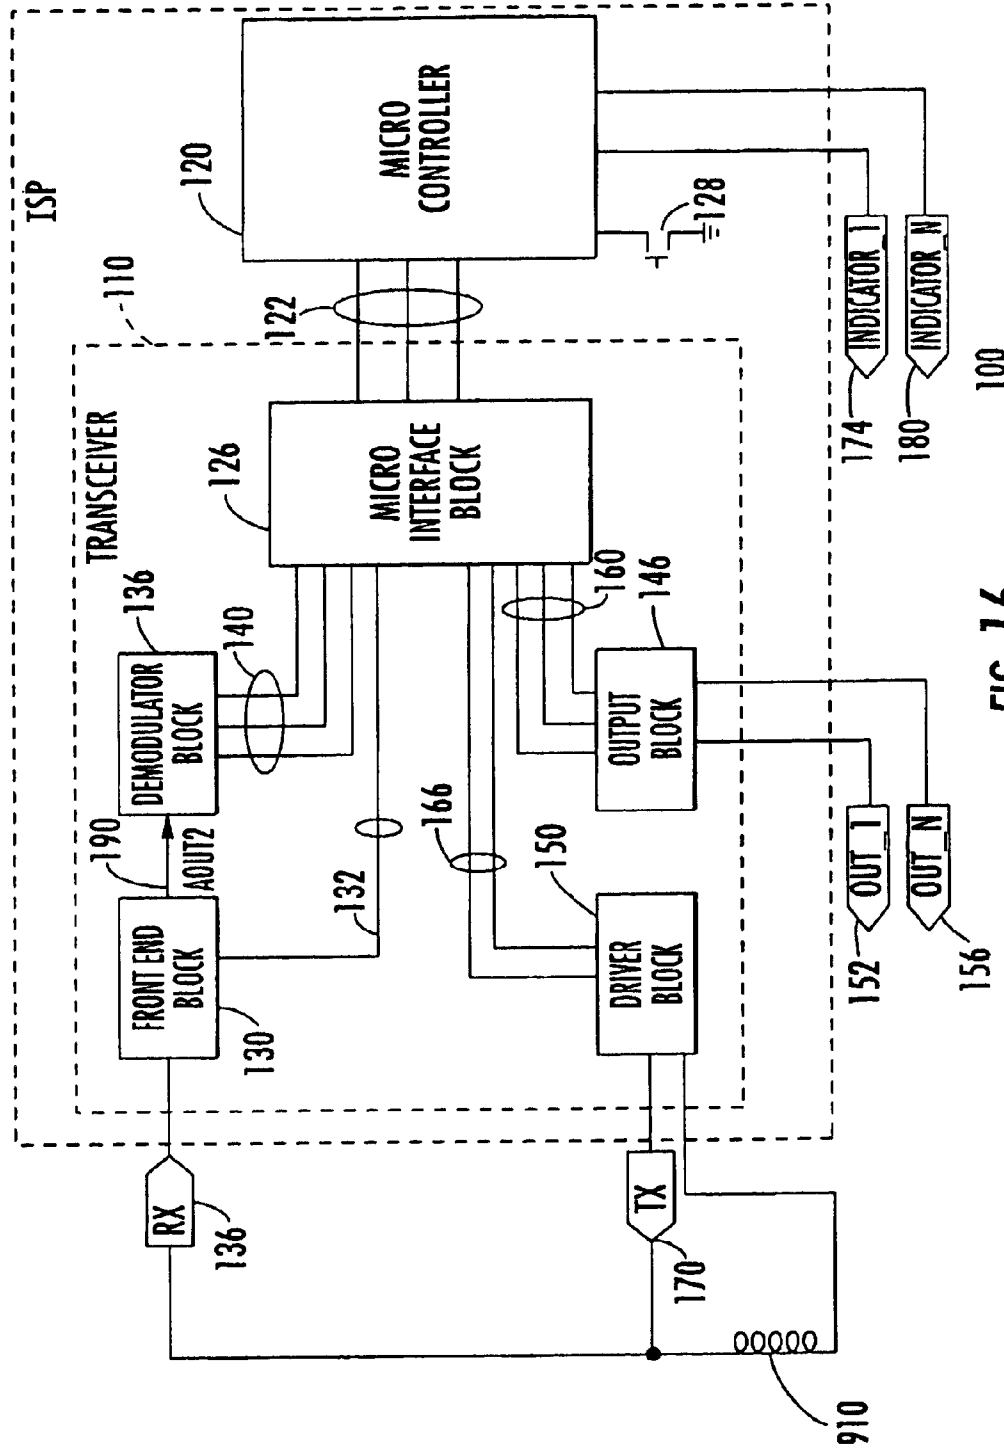 ISP
120
MICRO
CONTROLLER
128
122
110
TRANSCEIVER
126
MICRO
INTERFACE
BLOCK
136
DEMODULATOR
BLOCK
140
190
AOUT2
FRONT END
BLOCK
130
132
RX
136
160
146
OUTPUT
BLOCK
166
150
DRIVER
BLOCK
TX
170
910
INDICATOR_1
174
INDICATOR_N
180
OUT_1
152
OUT_N
156
100